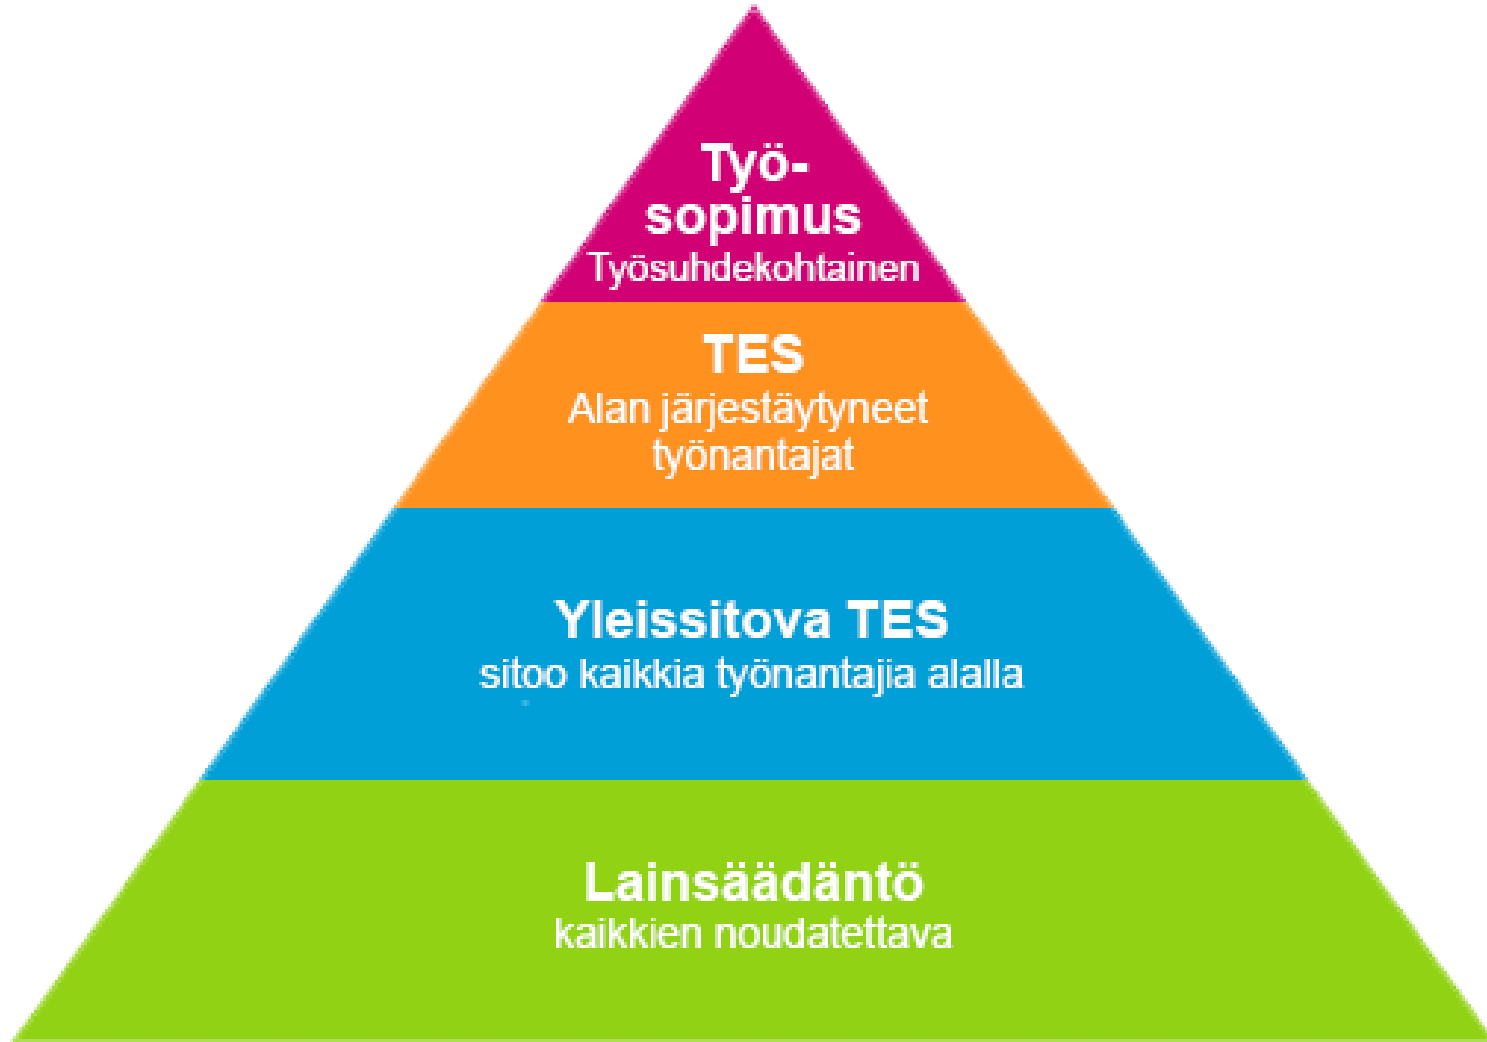 Työ-
sopimus
Työsuhdekohtainen
TES
Alan järjestäytyneet
työnantajat
Yleissitova TES
sitoo kaikkia työnantajia alalla
Lainsäädäntö
kaikkien noudatettava